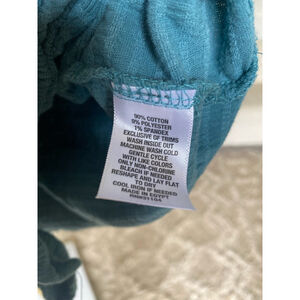 90% COTTON
9% POLYESTER
1% SPANDEX
EXCLUSIVE OF TRIMS
WASH INSIDE OUT
MACHINE WASH COLD
GENTLE CYCLE
WITH LIKE COLORS
ONLY NON-CHLORINE
BLEACH IF NEEDED
RESHAPE AND LAY FLAT
TO DRY
COOL IRON IF NEEDED
MADE IN EGYPT